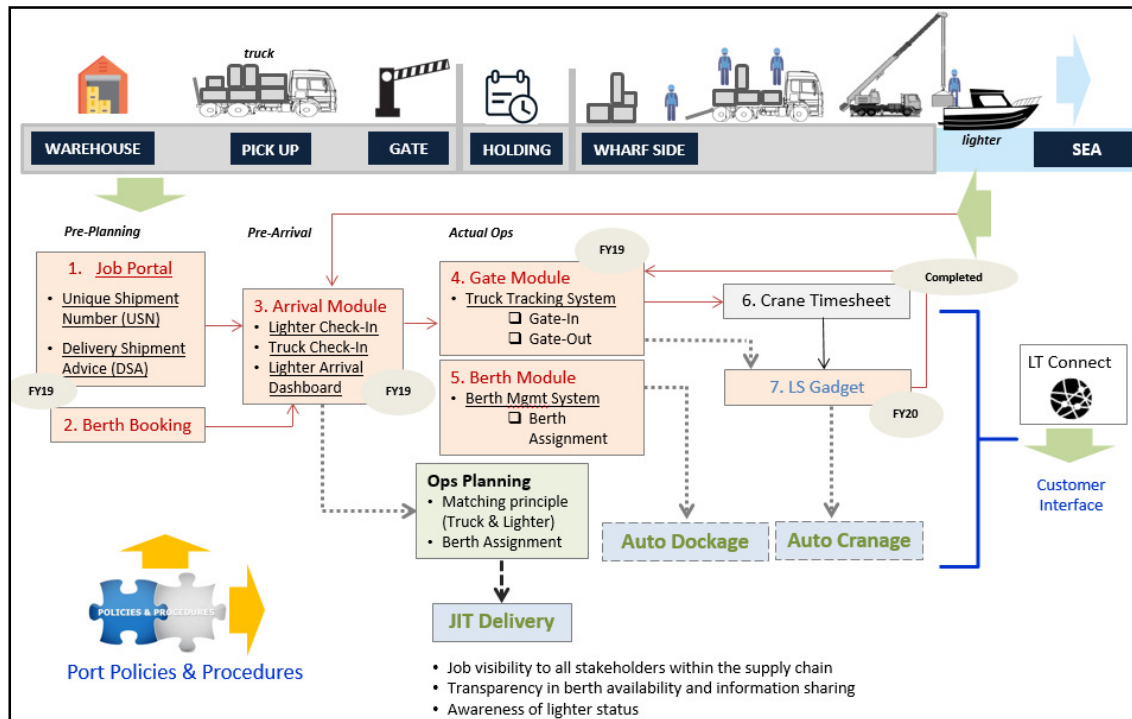 truck
WAREHOUSE
PICK UP
GATE
HOLDING
WHARF SIDE
lighter
SEA
Pre-Planning
Pre-Arrival
Actual Ops
1. Job Portal
• Unique Shipment
Number (USN)
• Delivery Shipment
Advice (DSA)
FY19
2. Berth Booking
3. Arrival Module
• Lighter Check-In
• Truck Check-In
• Lighter Arrival
Dashboard
FY19
FY19
4. Gate Module
• Truck Tracking System
❑ Gate-In
❑ Gate-Out
5. Berth Module
• Berth Mgmt System
❑ Berth
Assignment
Completed
6. Crane Timesheet
7. LS Gadget
FY20
LT Connect
Customer
Interface
Ops Planning
• Matching principle
(Truck & Lighter)
• Berth Assignment
Auto Dockage
Auto Cranage
JIT Delivery
POLICIES & PROCEDURES
Port Policies & Procedures
• Job visibility to all stakeholders within the supply chain
• Transparency in berth availability and information sharing
• Awareness of lighter status